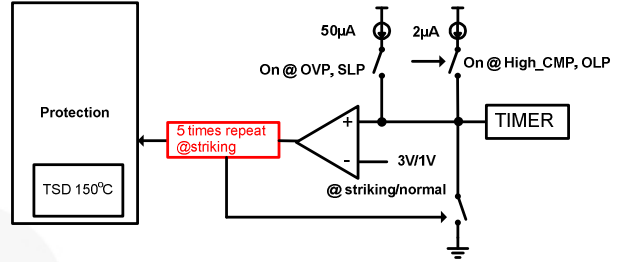 50µA
2µA
On @ OVP, SLP
On @ High_CMP, OLP
Protection
5 times repeat
@striking
+
TIMER
-
3V/1V
TSD 150°C
@ striking/normal